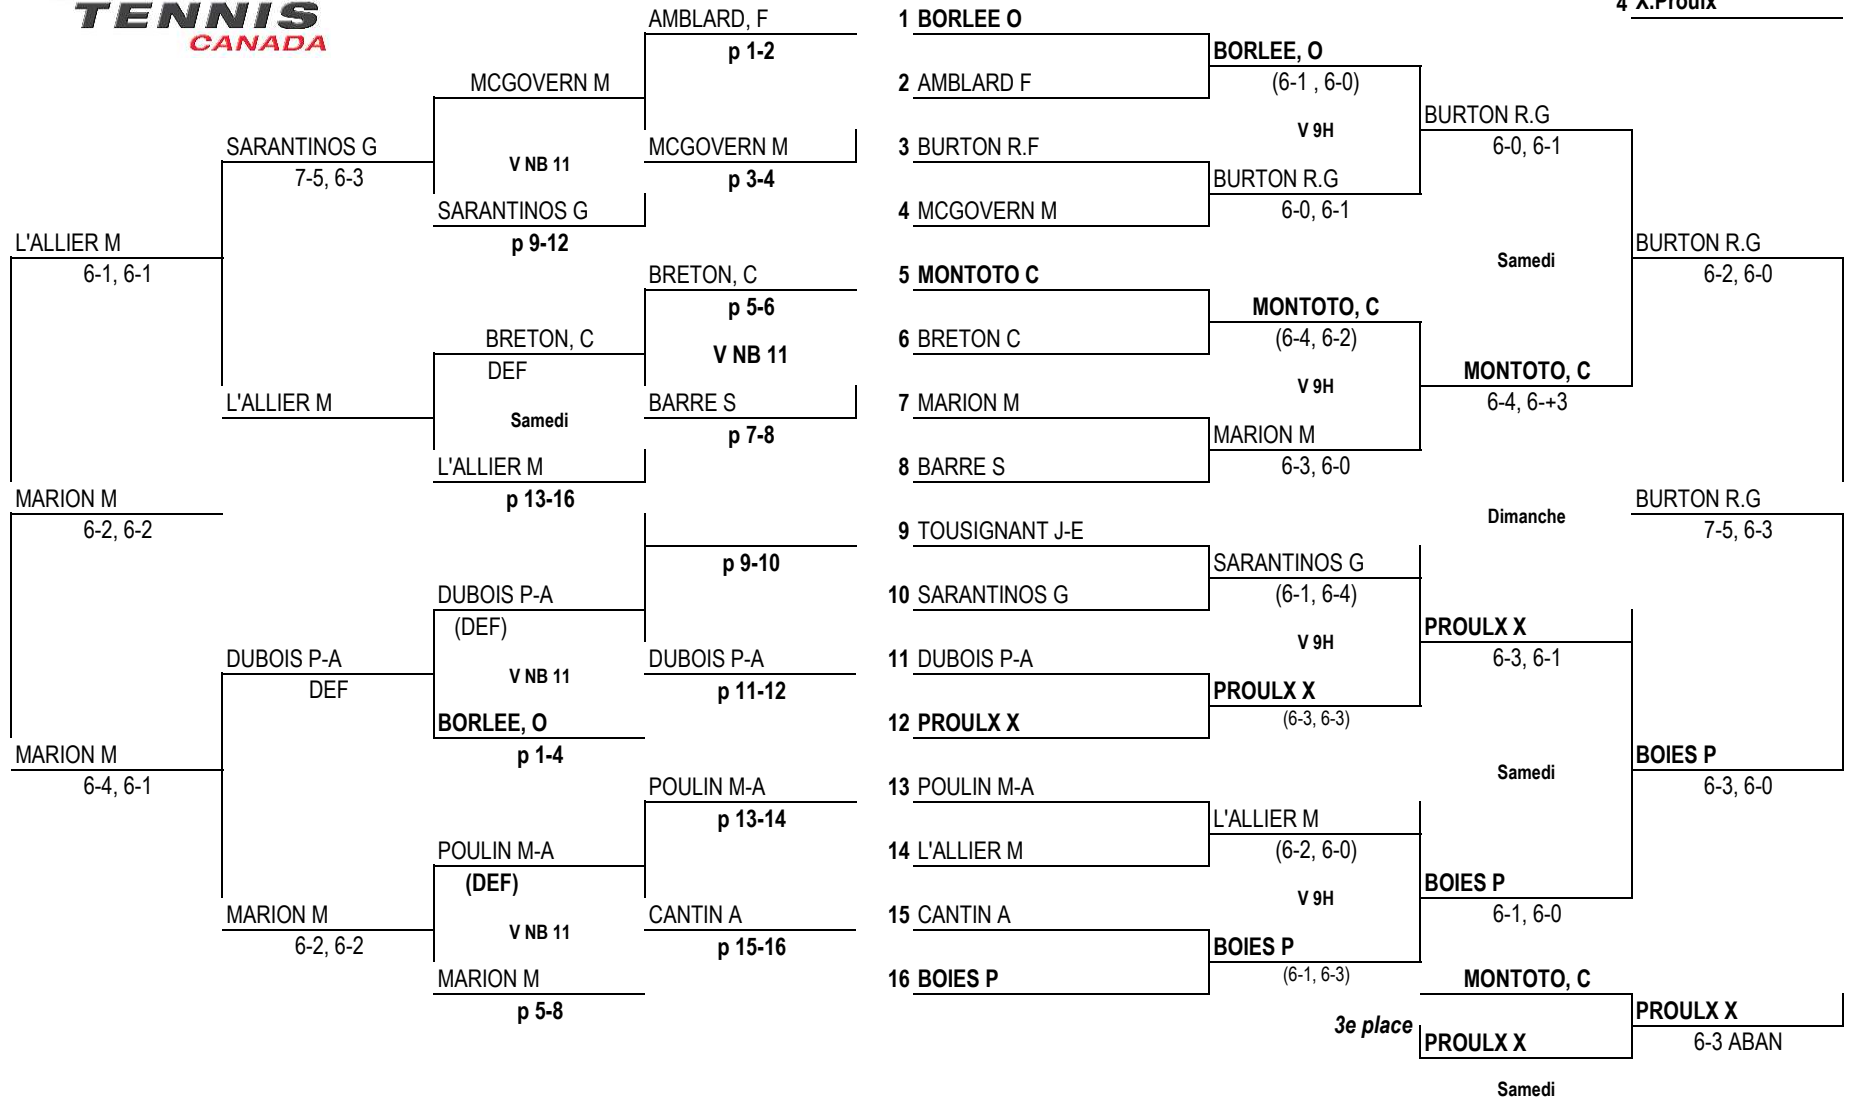 TENNIS
CANADA
4 X.Proulx
AMBLARD, F
p 1-2
MCGOVERN M
SARANTINOS G
7-5, 6-3
V NB 11
MCGOVERN M
p 3-4
SARANTINOS G
p 9-12
L'ALLIER M
6-1, 6-1
BRETON, C
p 5-6
BRETON, C
DEF
V NB 11
L'ALLIER M
Samedi
BARRE S
p 7-8
L'ALLIER M
p 13-16
MARION M
6-2, 6-2
p 9-10
DUBOIS P-A
(DEF)
DUBOIS P-A
DEF
V NB 11
DUBOIS P-A
p 11-12
BORLEE, O
p 1-4
MARION M
6-4, 6-1
POULIN M-A
p 13-14
POULIN M-A
(DEF)
MARION M
6-2, 6-2
V NB 11
CANTIN A
p 15-16
MARION M
p 5-8
1 BORLEE O
2 AMBLARD F
3 BURTON R.F
4 MCGOVERN M
5 MONTOTO C
6 BRETON C
7 MARION M
8 BARRE S
9 TOUSIGNANT J-E
10 SARANTINOS G
11 DUBOIS P-A
12 PROULX X
13 POULIN M-A
14 L'ALLIER M
15 CANTIN A
16 BOIES P
BORLEE, O
(6-1 , 6-0)
V 9H
BURTON R.G
6-0, 6-1
MONTOTO, C
(6-4, 6-2)
V 9H
MARION M
6-3, 6-0
SARANTINOS G
(6-1, 6-4)
V 9H
PROULX X
(6-3, 6-3)
L'ALLIER M
(6-2, 6-0)
V 9H
BOIES P
(6-1, 6-3)
BURTON R.G
6-0, 6-1
Samedi
MONTOTO, C
6-4, 6-+3
Dimanche
PROULX X
6-3, 6-1
Samedi
BOIES P
6-1, 6-0
BURTON R.G
6-2, 6-0
BURTON R.G
7-5, 6-3
BOIES P
6-3, 6-0
MONTOTO, C
3e place
PROULX X
PROULX X
6-3 ABAN
Samedi